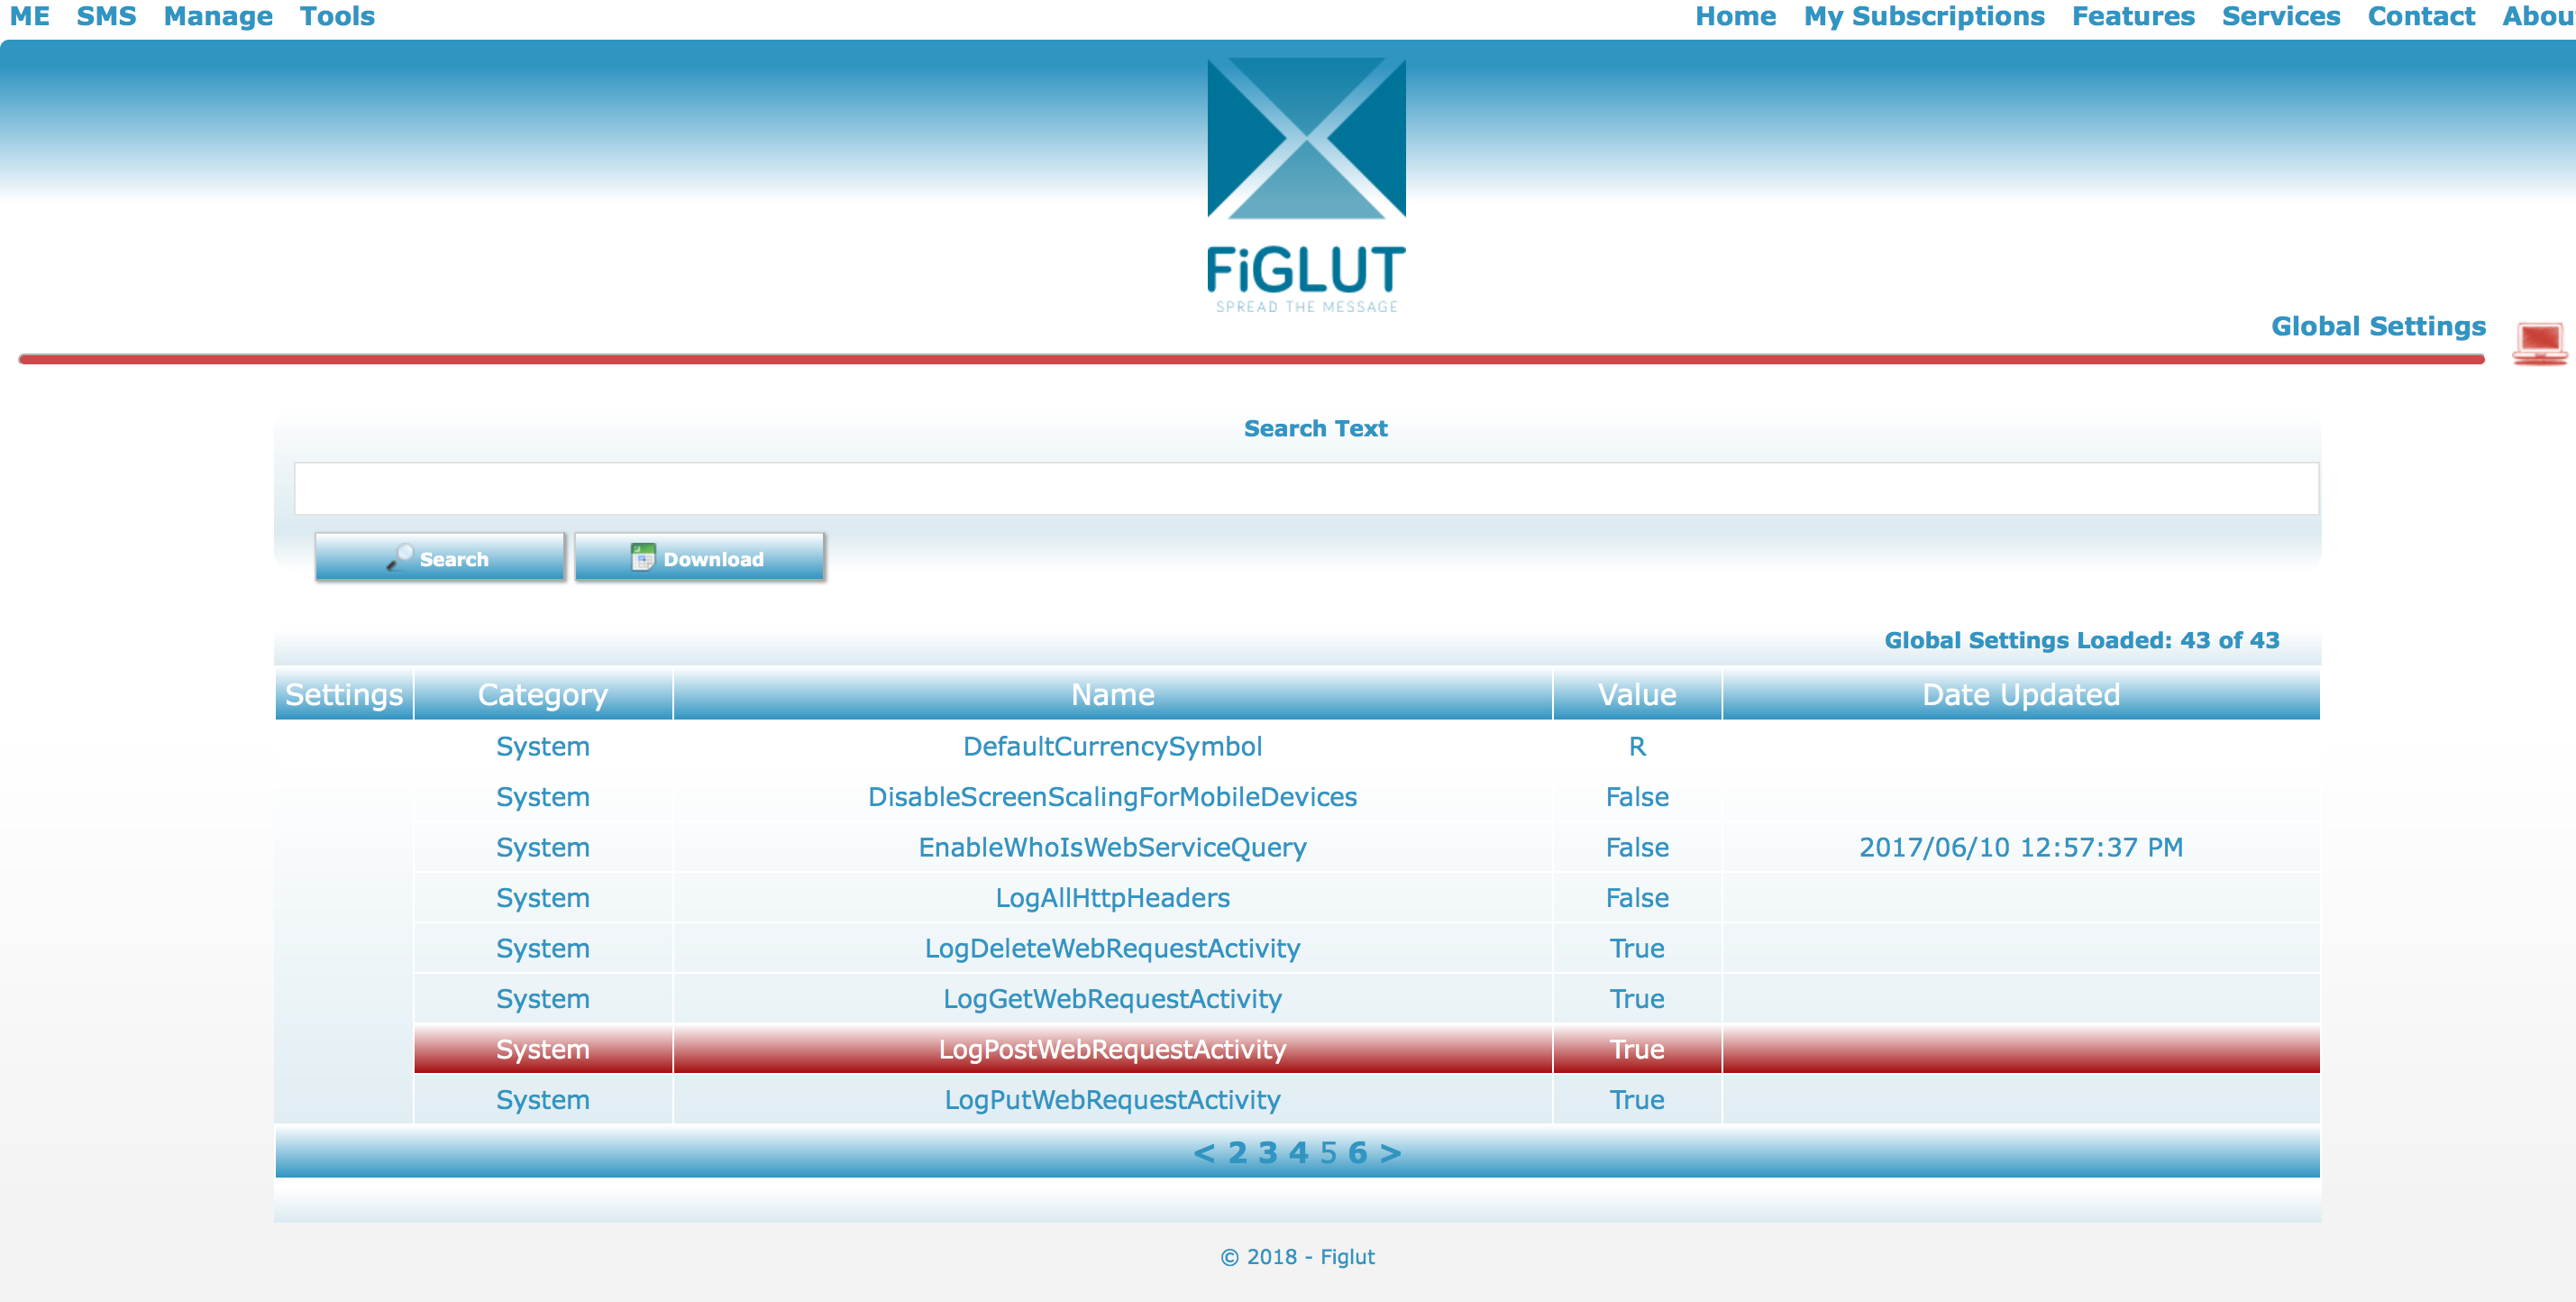 ME SMS Manage Tools Home My Subscriptions Features Services Contact Abou
FiGLUT
SPREAD THE MESSAGE
Global Settings
Search Text
Search Download
Global Settings Loaded: 43 of 43
Settings Category Name Value Date Updated
System DefaultCurrencySymbol R
System DisableScreenScalingForMobileDevices False
System EnableWhoIsWebServiceQuery False 2017/06/10 12:57:37 PM
System LogAllHttpHeaders False
System LogDeleteWebRequestActivity True
System LogGetWebRequestActivity True
System LogPostWebRequestActivity True
System LogPutWebRequestActivity True
< 2 3 4 5 6 >
© 2018 - Figlut